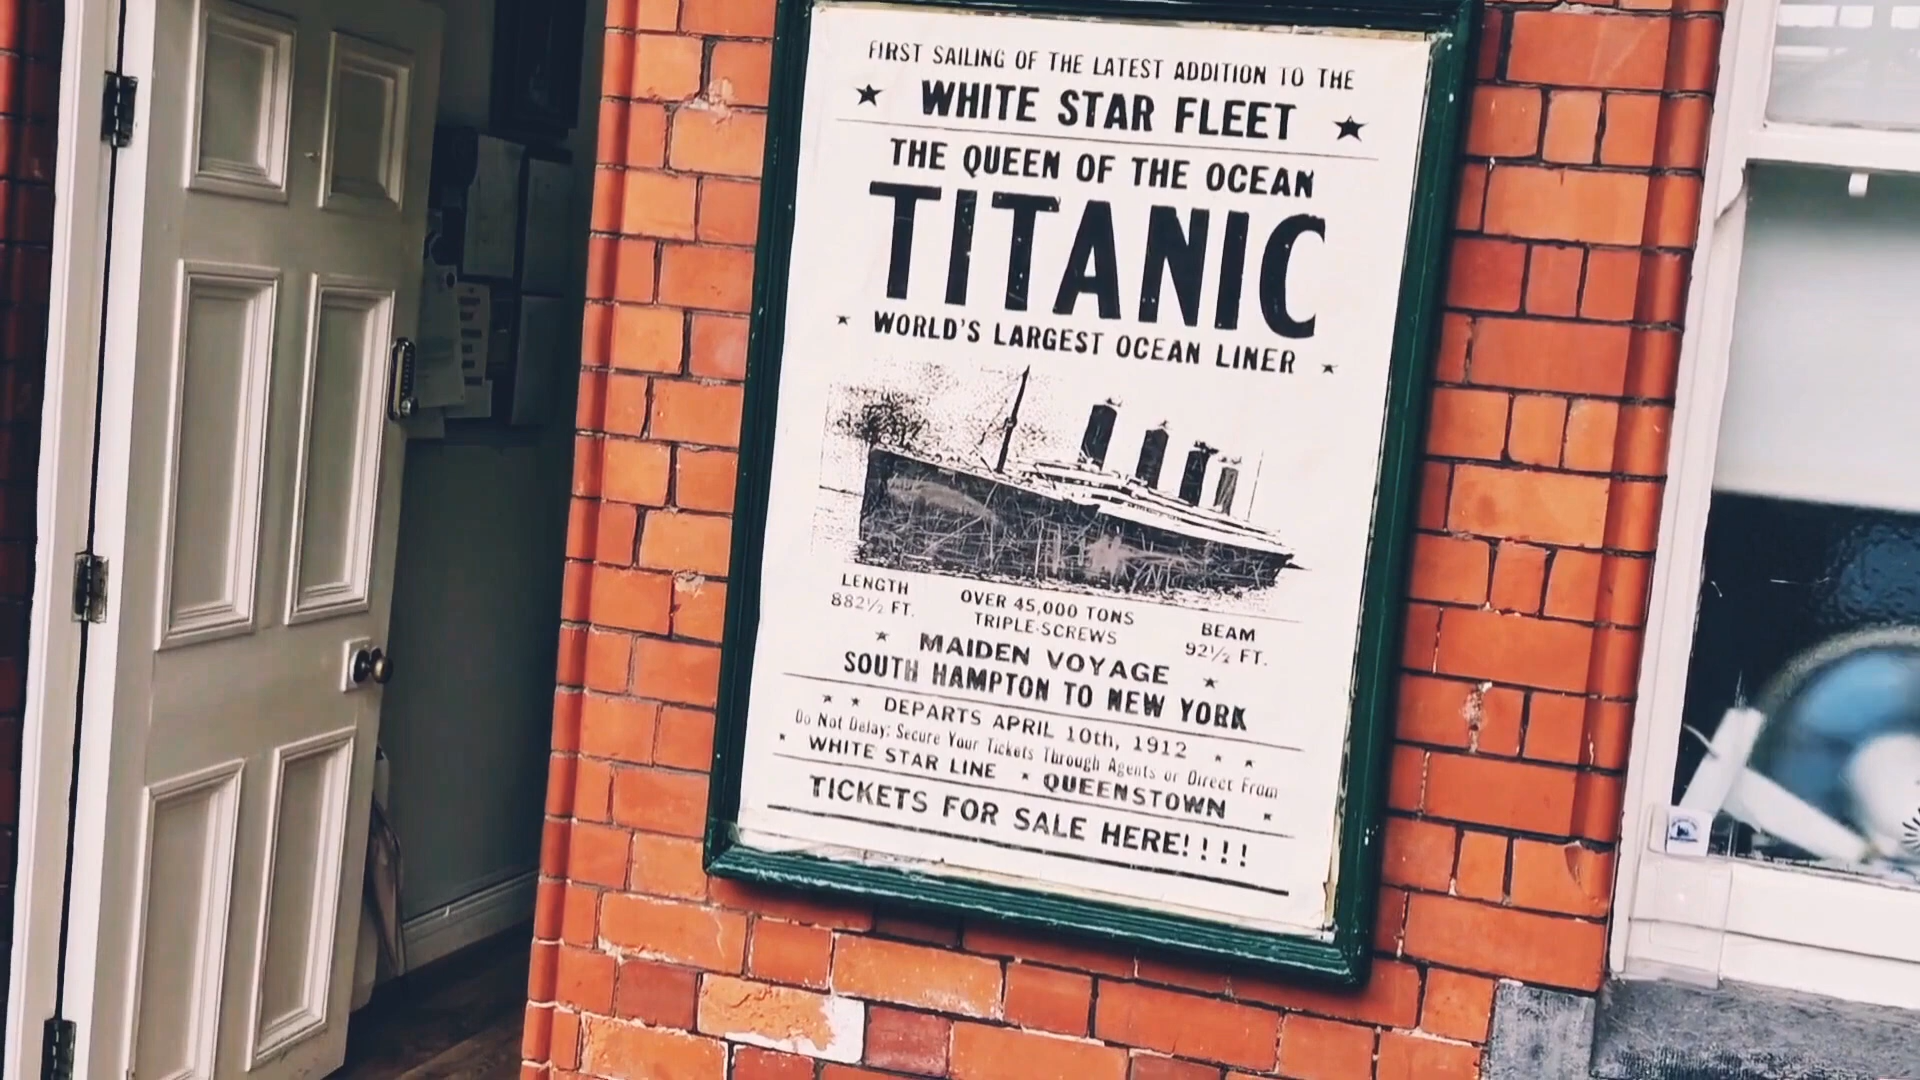 FIRST SAILING OF THE LATEST ADDITION TO THE
★ WHITE STAR FLEET ★
THE QUEEN OF THE OCEAN
TITANIC
★ WORLD'S LARGEST OCEAN LINER ★
LENGTH
882½ FT.
OVER 45,000 TONS
TRIPLE-SCREWS
BEAM
92½ FT.
★ MAIDEN VOYAGE ★
SOUTH HAMPTON TO NEW YORK
★ ★ DEPARTS APRIL 10th, 1912 ★ ★
Do Not Delay: Secure Your Tickets Through Agents or Direct From
★ WHITE STAR LINE ★ QUEENSTOWN ★
TICKETS FOR SALE HERE!!!!